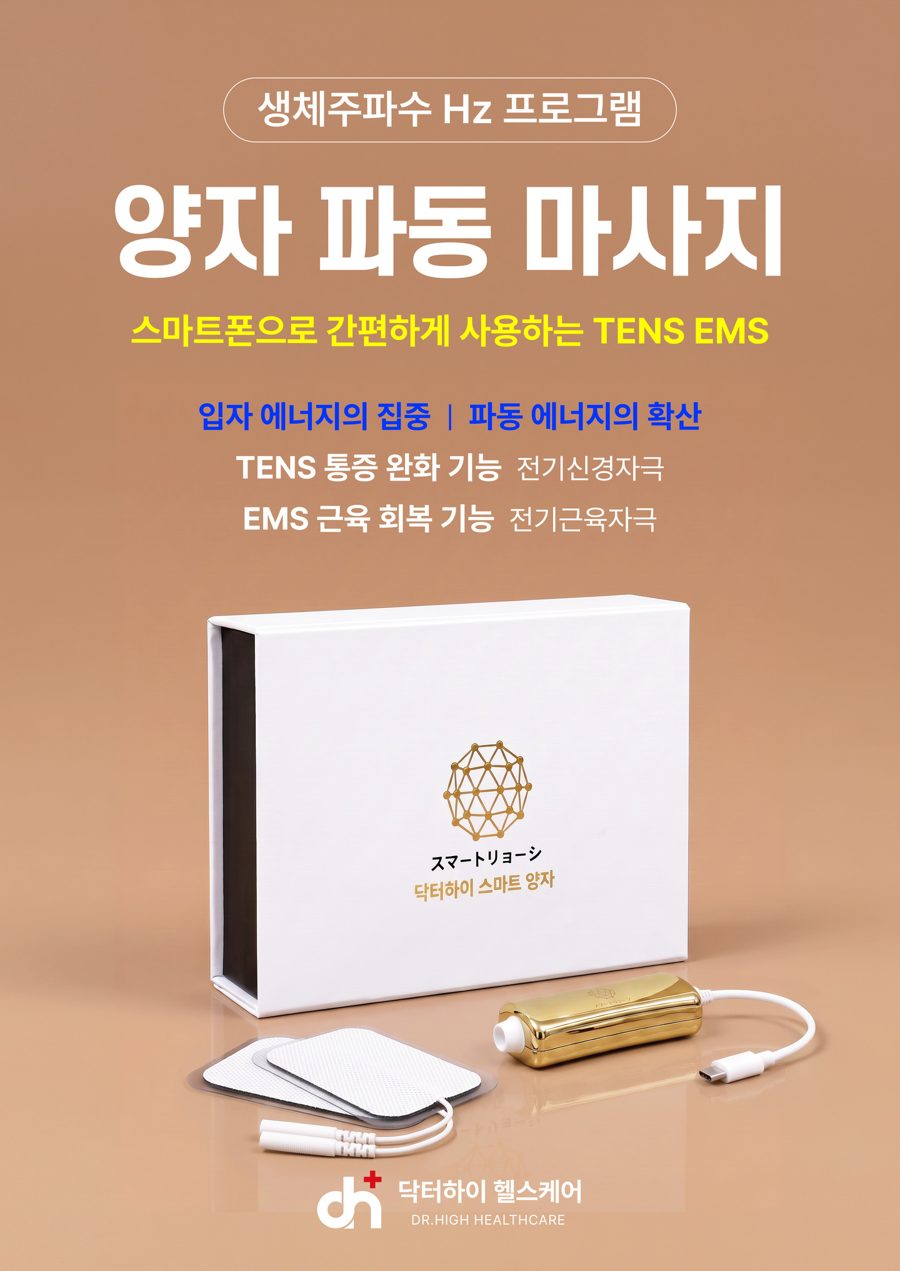 생체주파수 Hz 프로그램
양자 파동 마사지
스마트폰으로 간편하게 사용하는 TENS EMS
입자 에너지의 집중 | 파동 에너지의 확산
TENS 통증 완화 기능 전기신경자극
EMS 근육 회복 기능 전기근육자극
スマートリョーシ
닥터하이 스마트 양자
dh
닥터하이 헬스케어
DR.HIGH HEALTHCARE